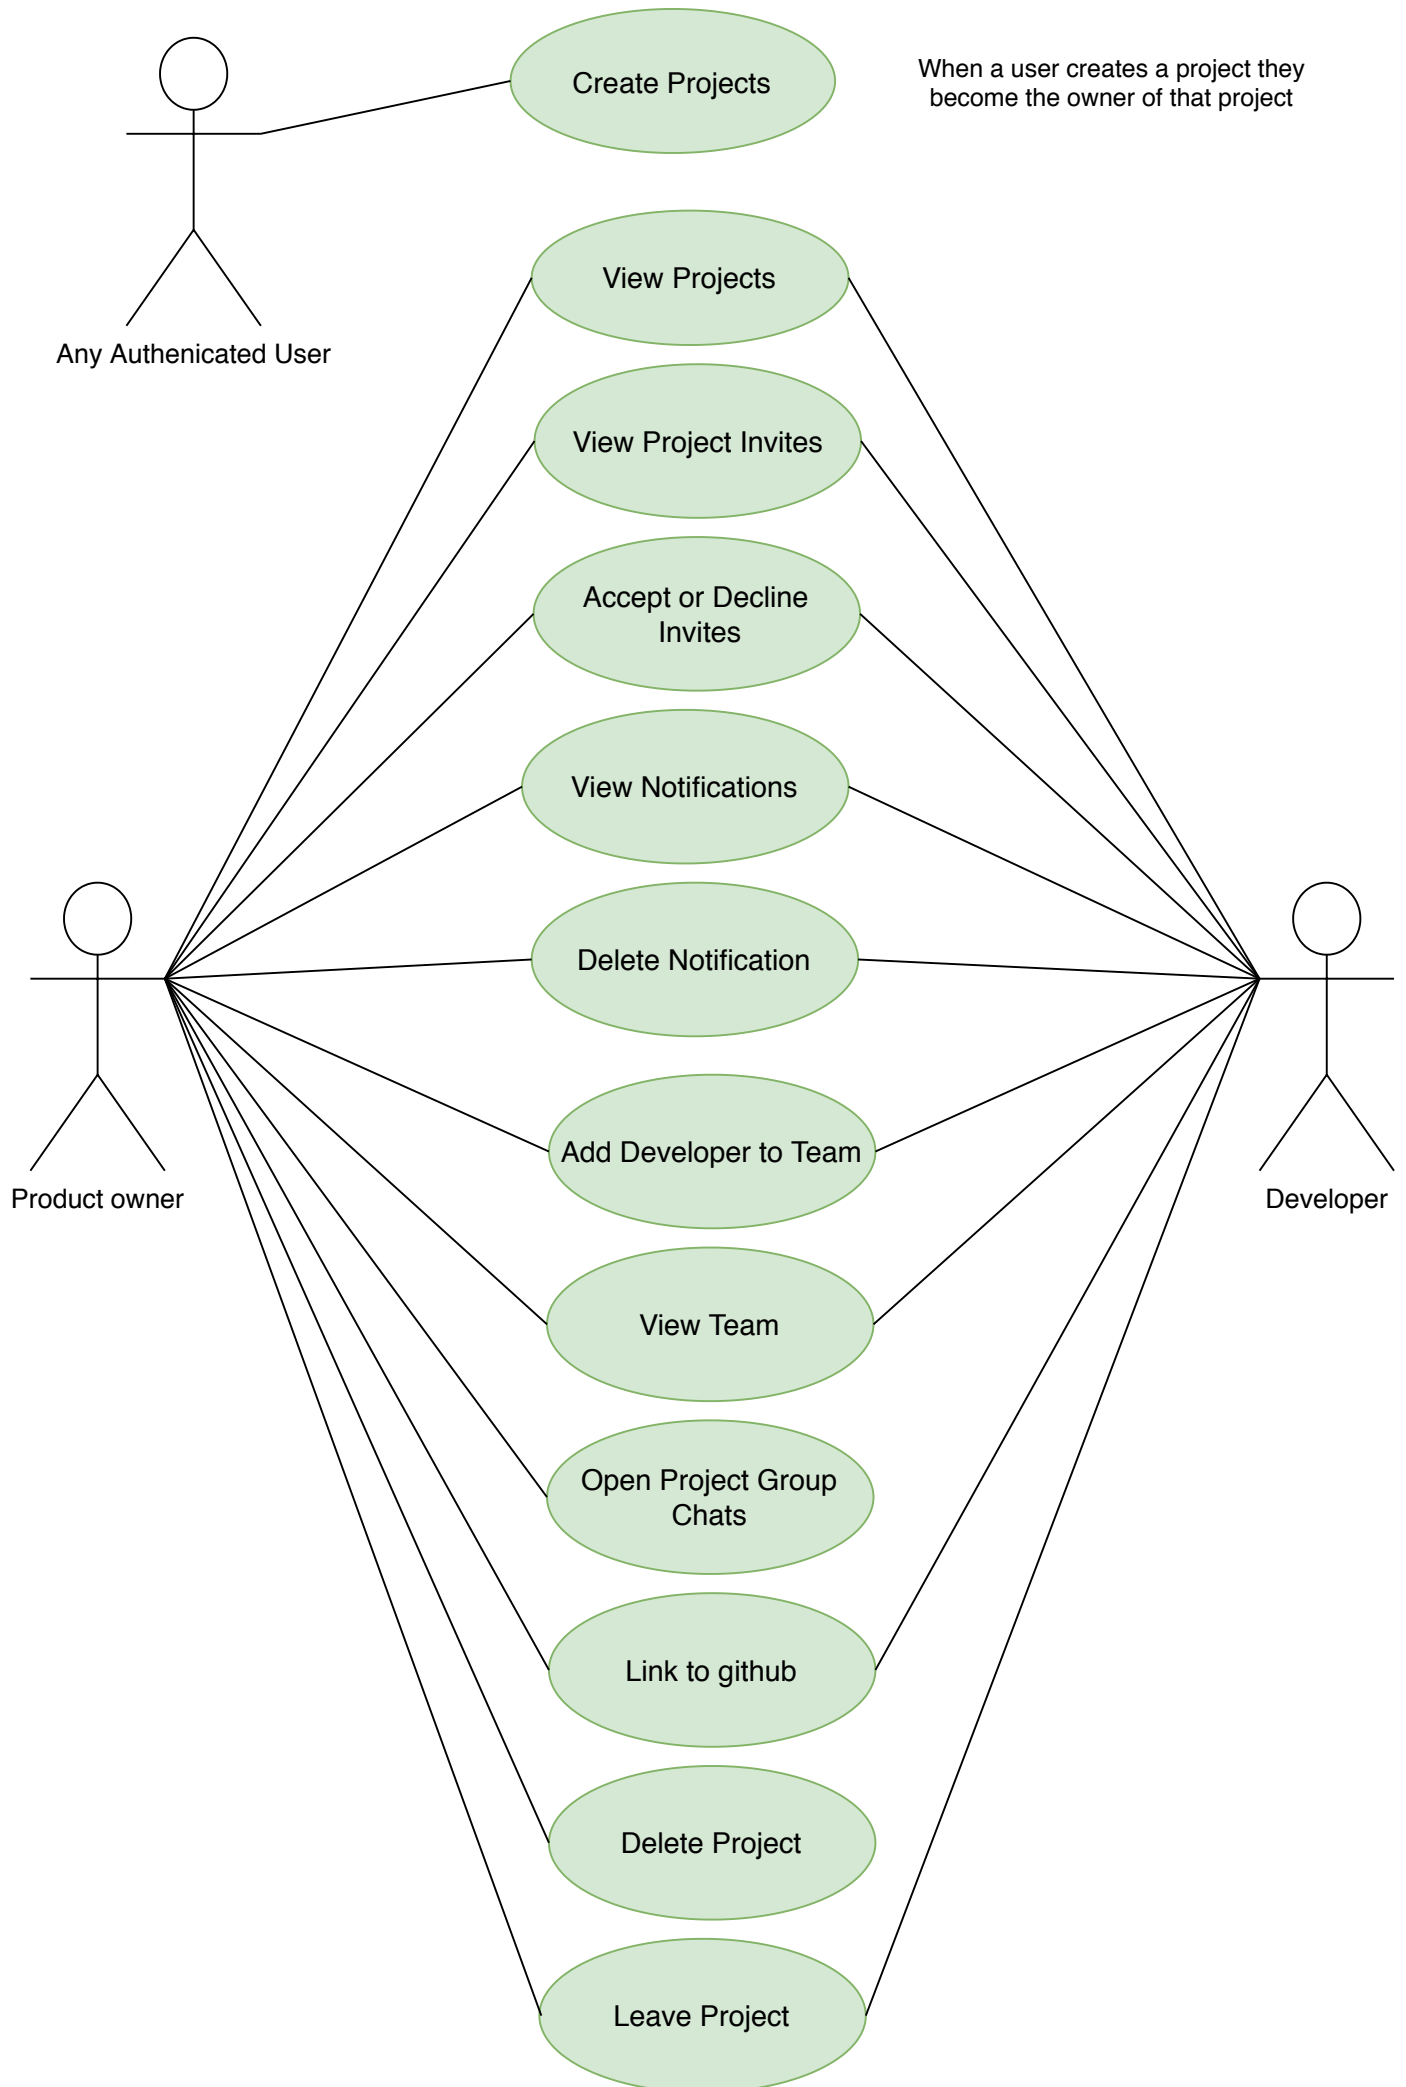 Create Projects
When a user creates a project they
become the owner of that project
View Projects
Any Authenicated User
View Project Invites
Accept or Decline
Invites
View Notifications
Delete Notification
Add Developer to Team
Product owner
Developer
View Team
Open Project Group
Chats
Link to github
Delete Project
Leave Project